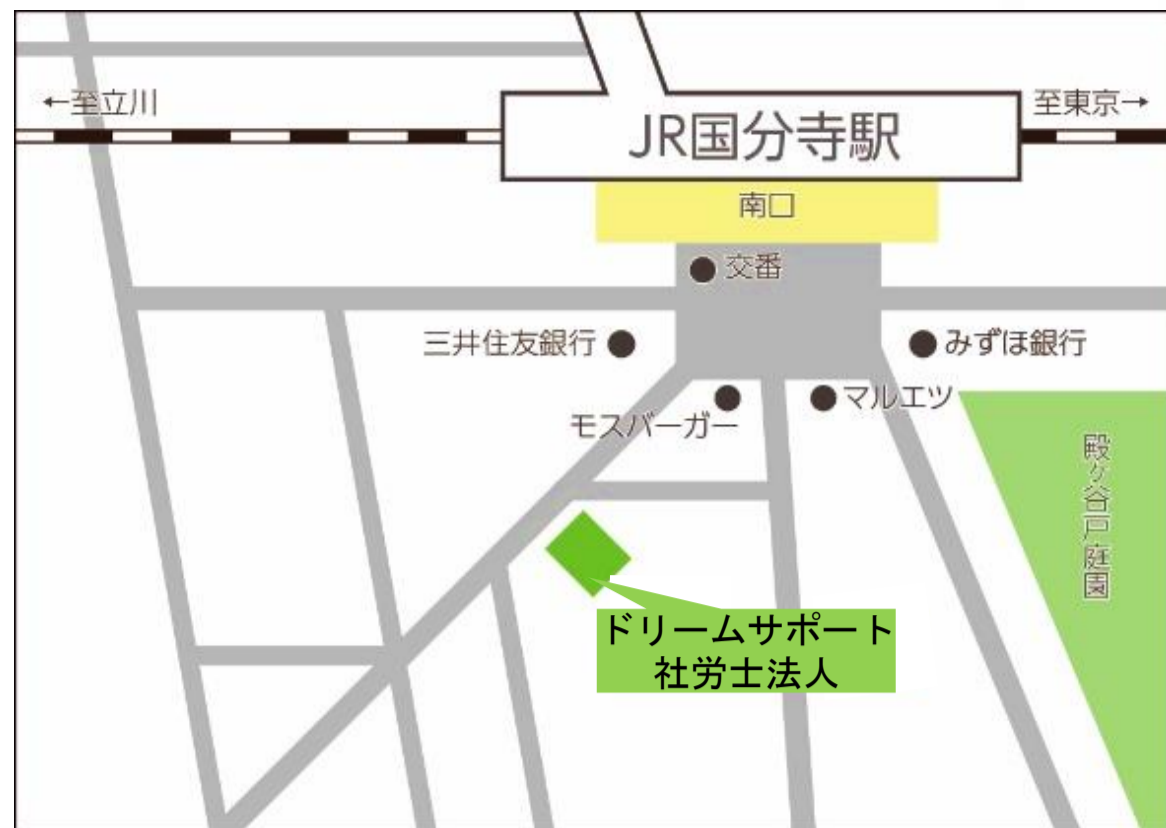 ←至立川
至東京→
JR国分寺駅
南口
交番
三井住友銀行
みずほ銀行
モスバーガー
マルエツ
殿ヶ谷戸庭園
ドリームサポート
社労士法人